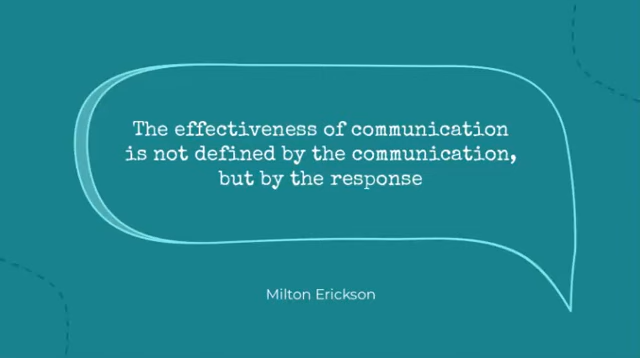 The effectiveness of communication
is not defined by the communication,
but by the response
Milton Erickson